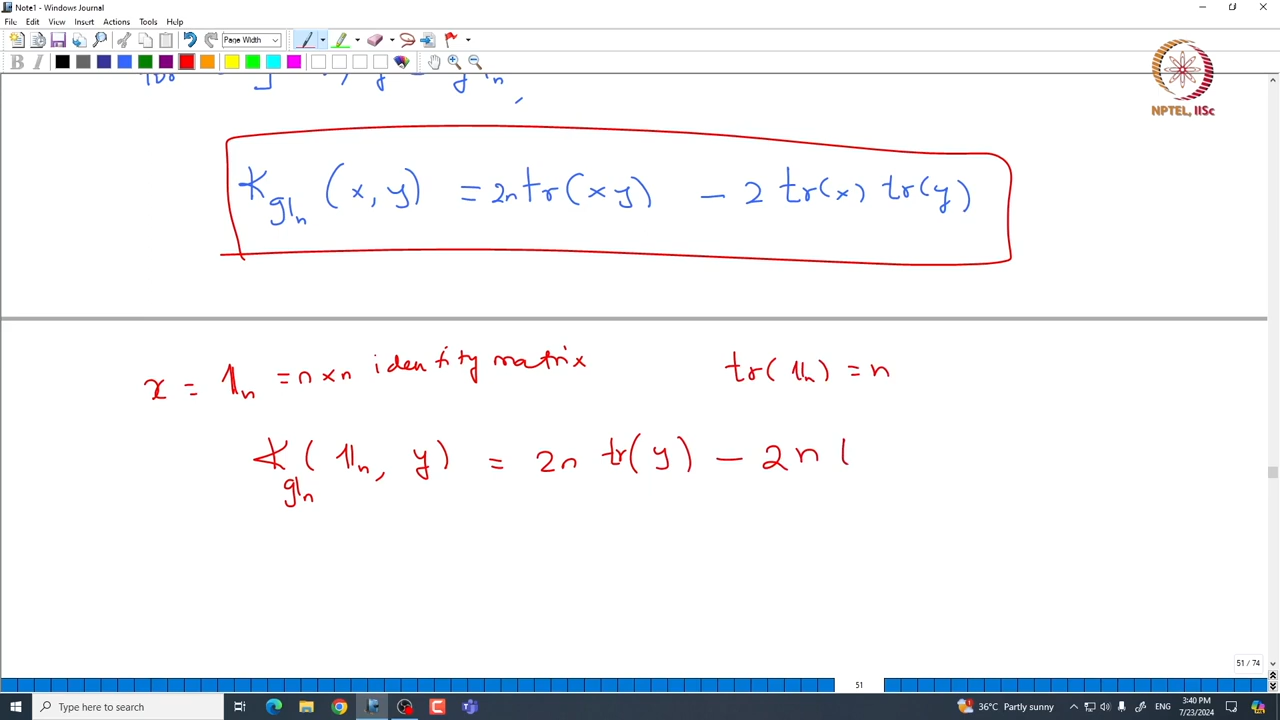 Note1 - Windows Journal
File Edit View Insert Actions Tools Help
Page Width
B i
NPTEL, IISc
K_{gl_n} (x, y) = 2n tr(xy) - 2 tr(x) tr(y)
x = 𝟙_n = n × n identity matrix tr(𝟙_n) = n
K_{gl_n} (𝟙_n, y) = 2n tr(y) - 2n (
51 / 74
51
Type here to search
36°C Partly sunny
3:40 PM
7/23/2024